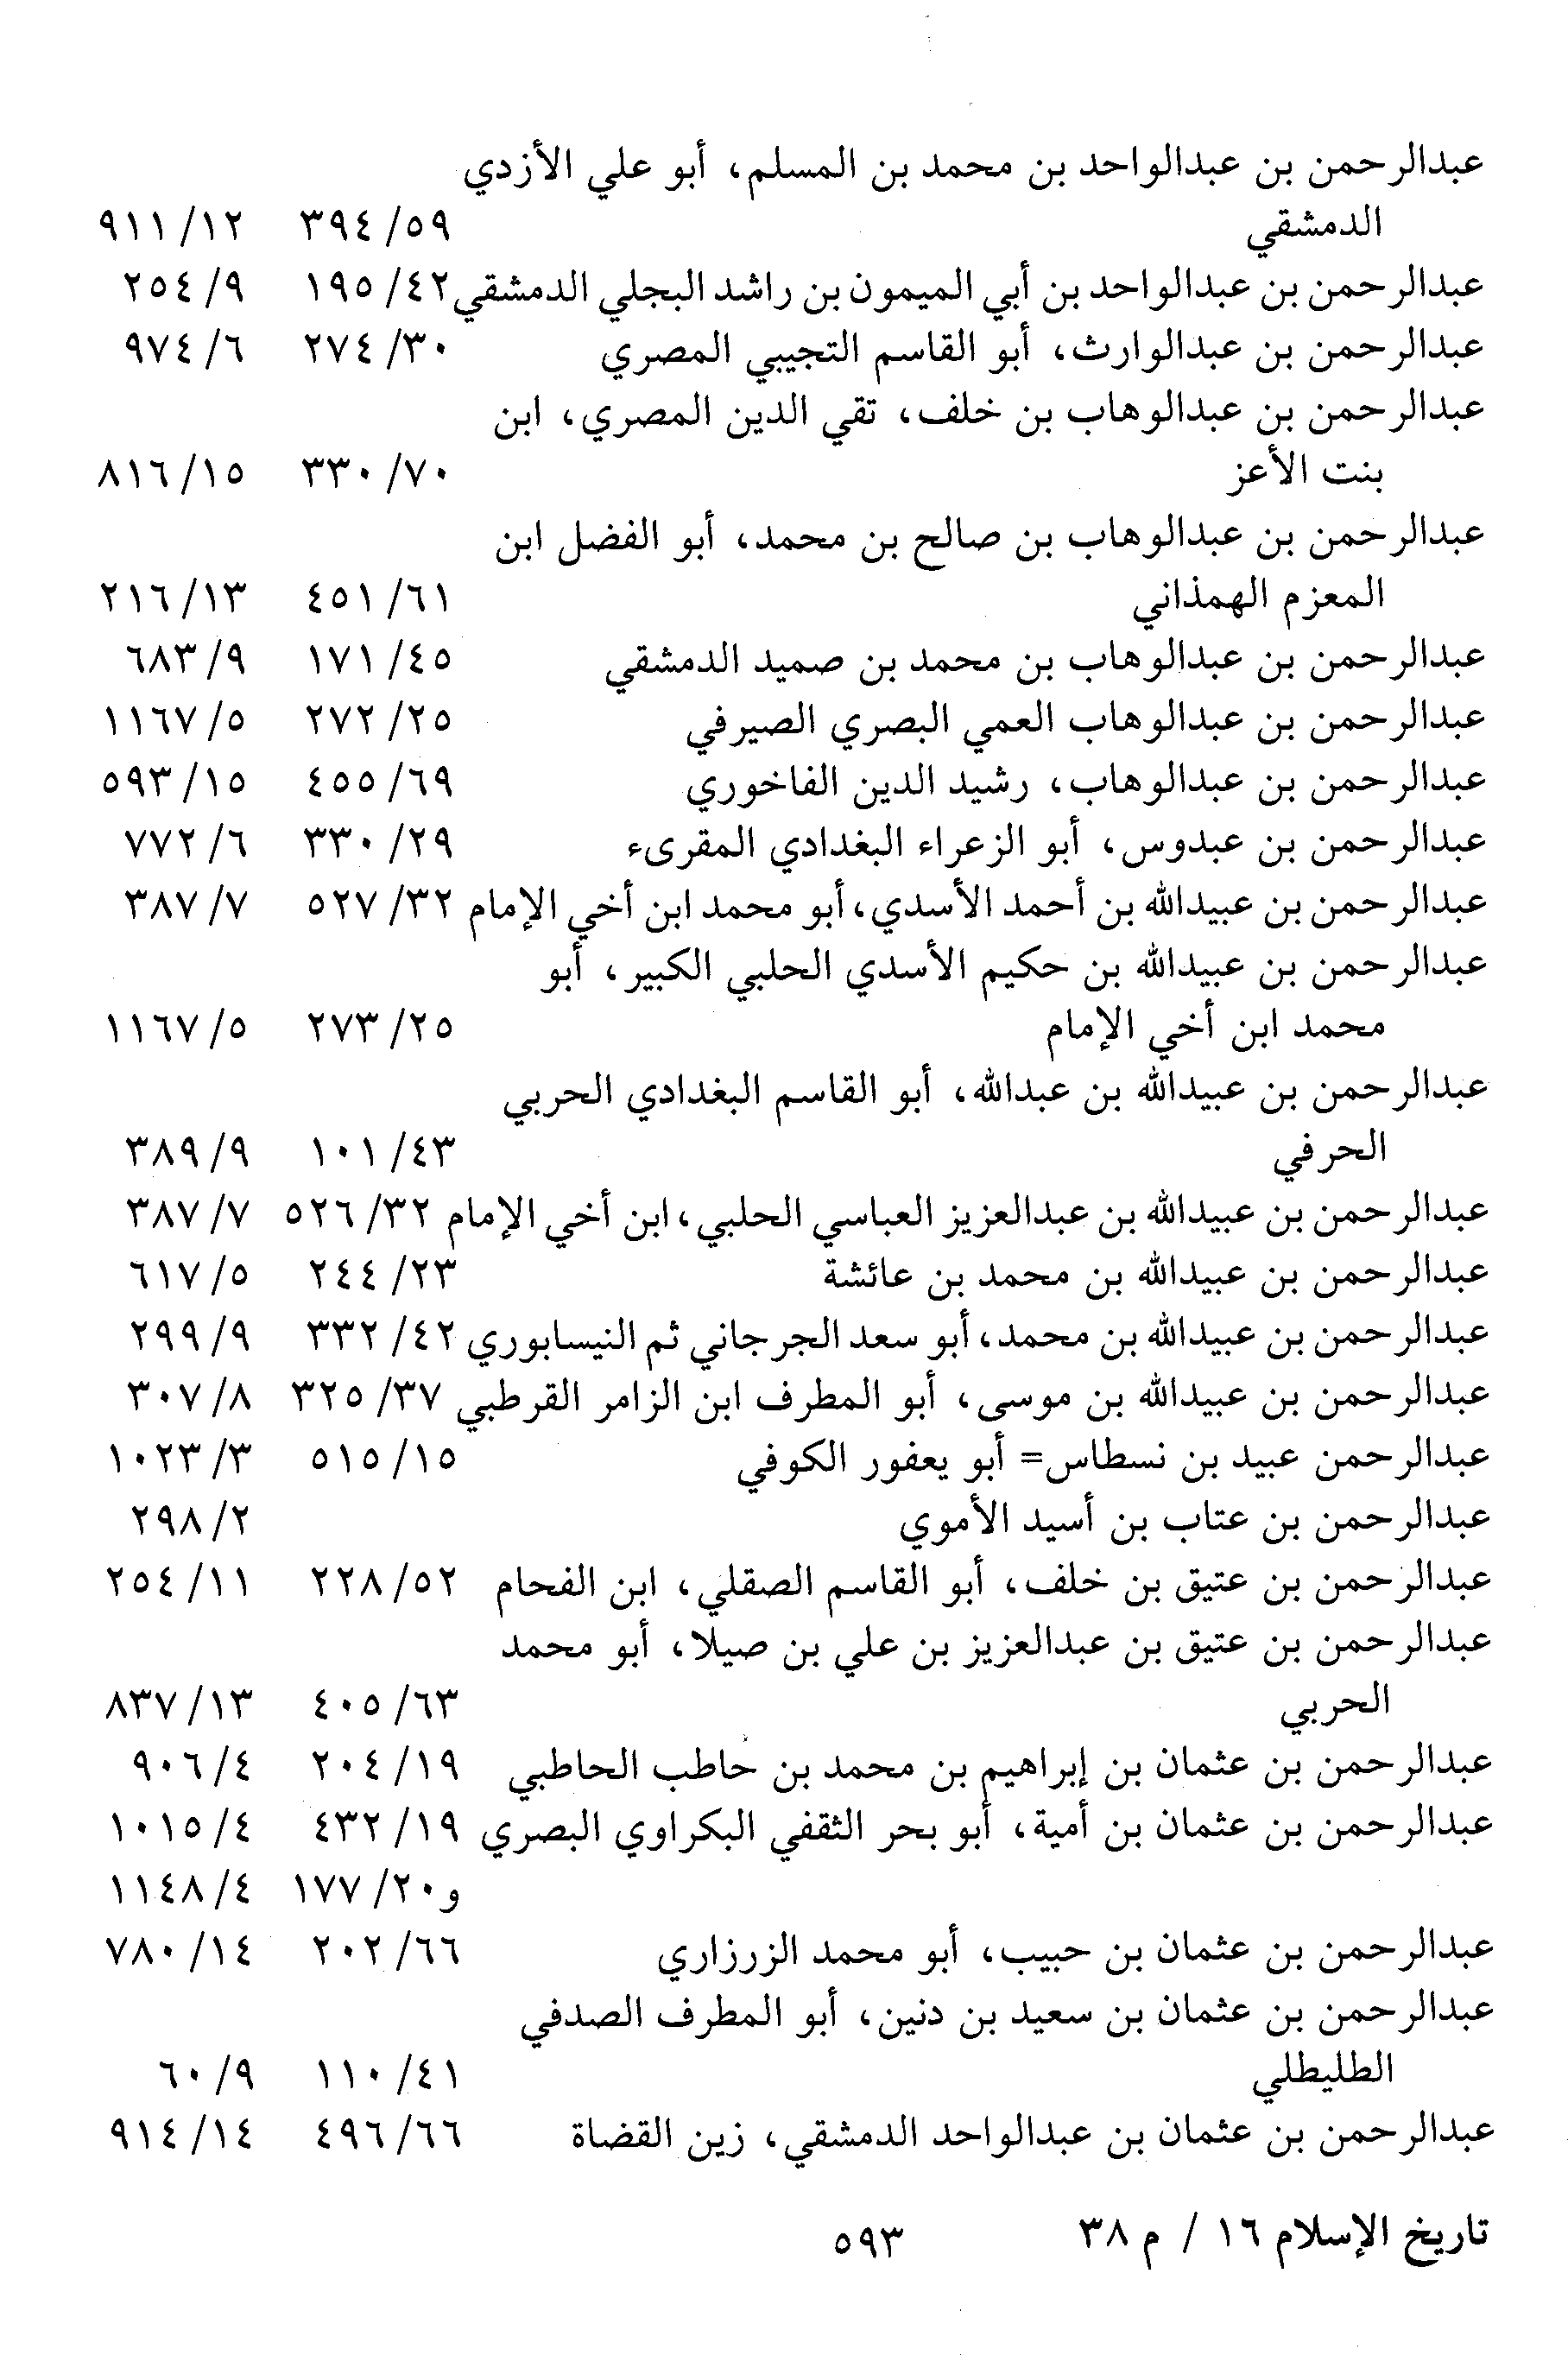 عبدالرحمن بن عبدالواحد بن محمد بن المسلم، أبو علي الأزدي
الدمشقي ٥٩/ ٣٩٤ ١٢/ ٩١١
عبدالرحمن بن عبدالواحد بن أبي الميمون بن راشد البجلي الدمشقي ٤٢/ ١٩٥ ٩/ ٢٥٤
عبدالرحمن بن عبدالوارث، أبو القاسم التجيبي المصري ٣٠/ ٢٧٤ ٦/ ٩٧٤
عبدالرحمن بن عبدالوهاب بن خلف، تقي الدين المصري، ابن
بنت الأعز ٧٠/ ٣٣٠ ١٥/ ٨١٦
عبدالرحمن بن عبدالوهاب بن صالح بن محمد، أبو الفضل ابن
المعزم الهمذاني ٦١/ ٤٥١ ١٣/ ٢١٦
عبدالرحمن بن عبدالوهاب بن محمد بن صميد الدمشقي ٤٥/ ١٧١ ٩/ ٦٨٣
عبدالرحمن بن عبدالوهاب العمي البصري الصيرفي ٢٥/ ٢٧٢ ٥/ ١١٦٧
عبدالرحمن بن عبدالوهاب، رشيد الدين الفاخوري ٦٩/ ٤٥٥ ١٥/ ٥٩٣
عبدالرحمن بن عبدوس، أبو الزعراء البغدادي المقرىء ٢٩/ ٣٣٠ ٦/ ٧٧٢
عبدالرحمن بن عبيدالله بن أحمد الأسدي، أبو محمد ابن أخي الإمام ٣٢/ ٥٢٧ ٧/ ٣٨٧
عبدالرحمن بن عبيدالله بن حكيم الأسدي الحلبي الكبير، أبو
محمد ابن أخي الإمام ٢٥/ ٢٧٣ ٥/ ١١٦٧
عبدالرحمن بن عبيدالله بن عبدالله، أبو القاسم البغدادي الحربي
الحرفي ٤٣/ ١٠١ ٩/ ٣٨٩
عبدالرحمن بن عبيدالله بن عبدالعزيز العباسي الحلبي، ابن أخي الإمام ٣٢/ ٥٢٦ ٧/ ٣٨٧
عبدالرحمن بن عبيدالله بن محمد بن عائشة ٢٣/ ٢٤٤ ٥/ ٦١٧
عبدالرحمن بن عبيدالله بن محمد، أبو سعد الجرجاني ثم النيسابوري ٤٢/ ٣٣٢ ٩/ ٢٩٩
عبدالرحمن بن عبيدالله بن موسى، أبو المطرف ابن الزامر القرطبي ٣٧/ ٣٢٥ ٨/ ٣٠٧
عبدالرحمن عبيد بن نسطاس= أبو يعفور الكوفي ١٥/ ٥١٥ ٣/ ١٠٢٣
عبدالرحمن بن عتاب بن أسيد الأموي ٢/ ٢٩٨
عبدالرحمن بن عتيق بن خلف، أبو القاسم الصقلي، ابن الفحام ٥٢/ ٢٢٨ ١١/ ٢٥٤
عبدالرحمن بن عتيق بن عبدالعزيز بن علي بن صيلا، أبو محمد
الحربي ٦٣/ ٤٠٥ ١٣/ ٨٣٧
عبدالرحمن بن عثمان بن إبراهيم بن محمد بن حاطب الحاطبي ١٩/ ٢٠٤ ٤/ ٩٠٦
عبدالرحمن بن عثمان بن أمية، أبو بحر الثقفي البكراوي البصري ١٩/ ٤٣٢ ٤/ ١٠١٥
و٢٠/ ١٧٧ ٤/ ١١٤٨
عبدالرحمن بن عثمان بن حبيب، أبو محمد الزرزاري ٦٦/ ٢٠٢ ١٤/ ٧٨٠
عبدالرحمن بن عثمان بن سعيد بن دنين، أبو المطرف الصدفي
الطليطلي ٤١/ ١١٠ ٩/ ٦٠
عبدالرحمن بن عثمان بن عبدالواحد الدمشقي، زين القضاة ٦٦/ ٤٩٦ ١٤/ ٩١٤
تاريخ الإسلام ١٦ / م ٣٨ ٥٩٣